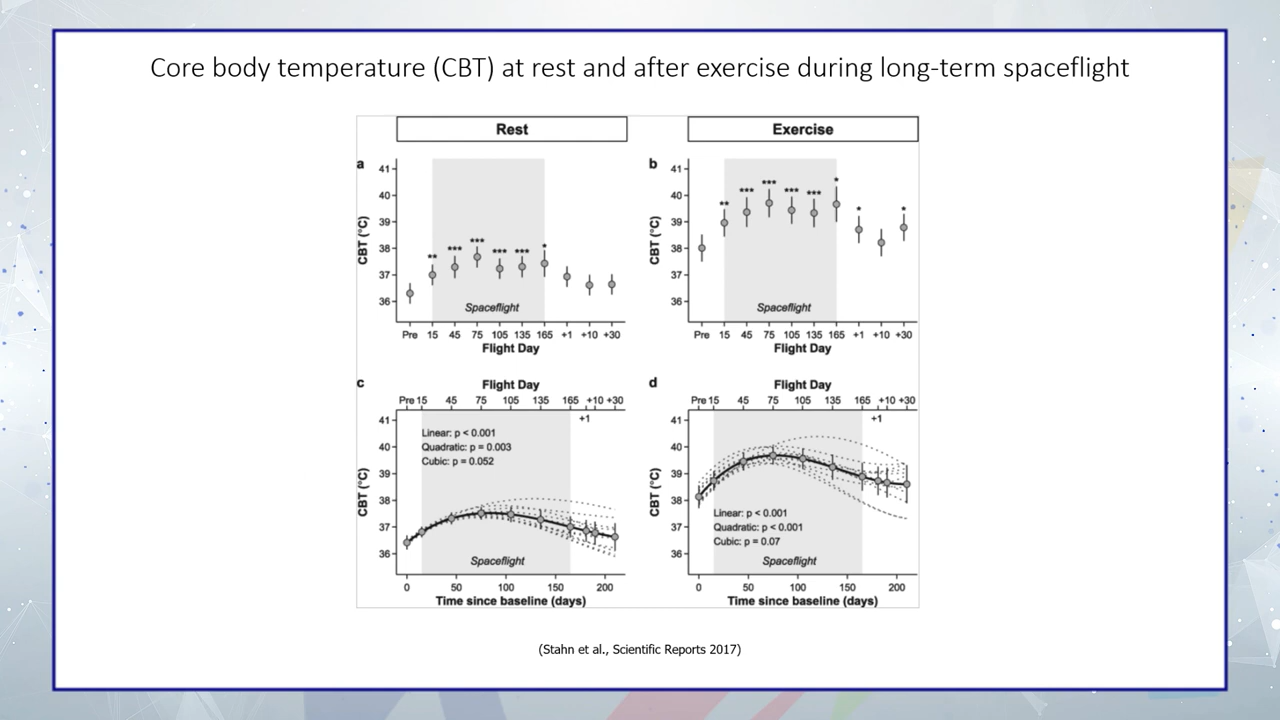 Core body temperature (CBT) at rest and after exercise during long-term spaceflight
Rest
a
41
40
39
38
37
36
CBT (°C)
**
***
***
***
***
*
Spaceflight
Pre 15 45 75 105 135 165 +1 +10 +30
Flight Day
Exercise
b
41
40
39
38
37
36
CBT (°C)
**
***
***
***
***
*
*
*
Spaceflight
Pre 15 45 75 105 135 165 +1 +10 +30
Flight Day
c
Flight Day
Pre 15 45 75 105 135 165 +10 +30
+1
41
40
39
38
37
36
CBT (°C)
Linear: p < 0.001
Quadratic: p = 0.003
Cubic: p = 0.052
Spaceflight
0 50 100 150 200
Time since baseline (days)
d
Flight Day
Pre 15 45 75 105 135 165 +10 +30
+1
41
40
39
38
37
36
CBT (°C)
Linear: p < 0.001
Quadratic: p < 0.001
Cubic: p = 0.07
Spaceflight
0 50 100 150 200
Time since baseline (days)
(Stahn et al., Scientific Reports 2017)